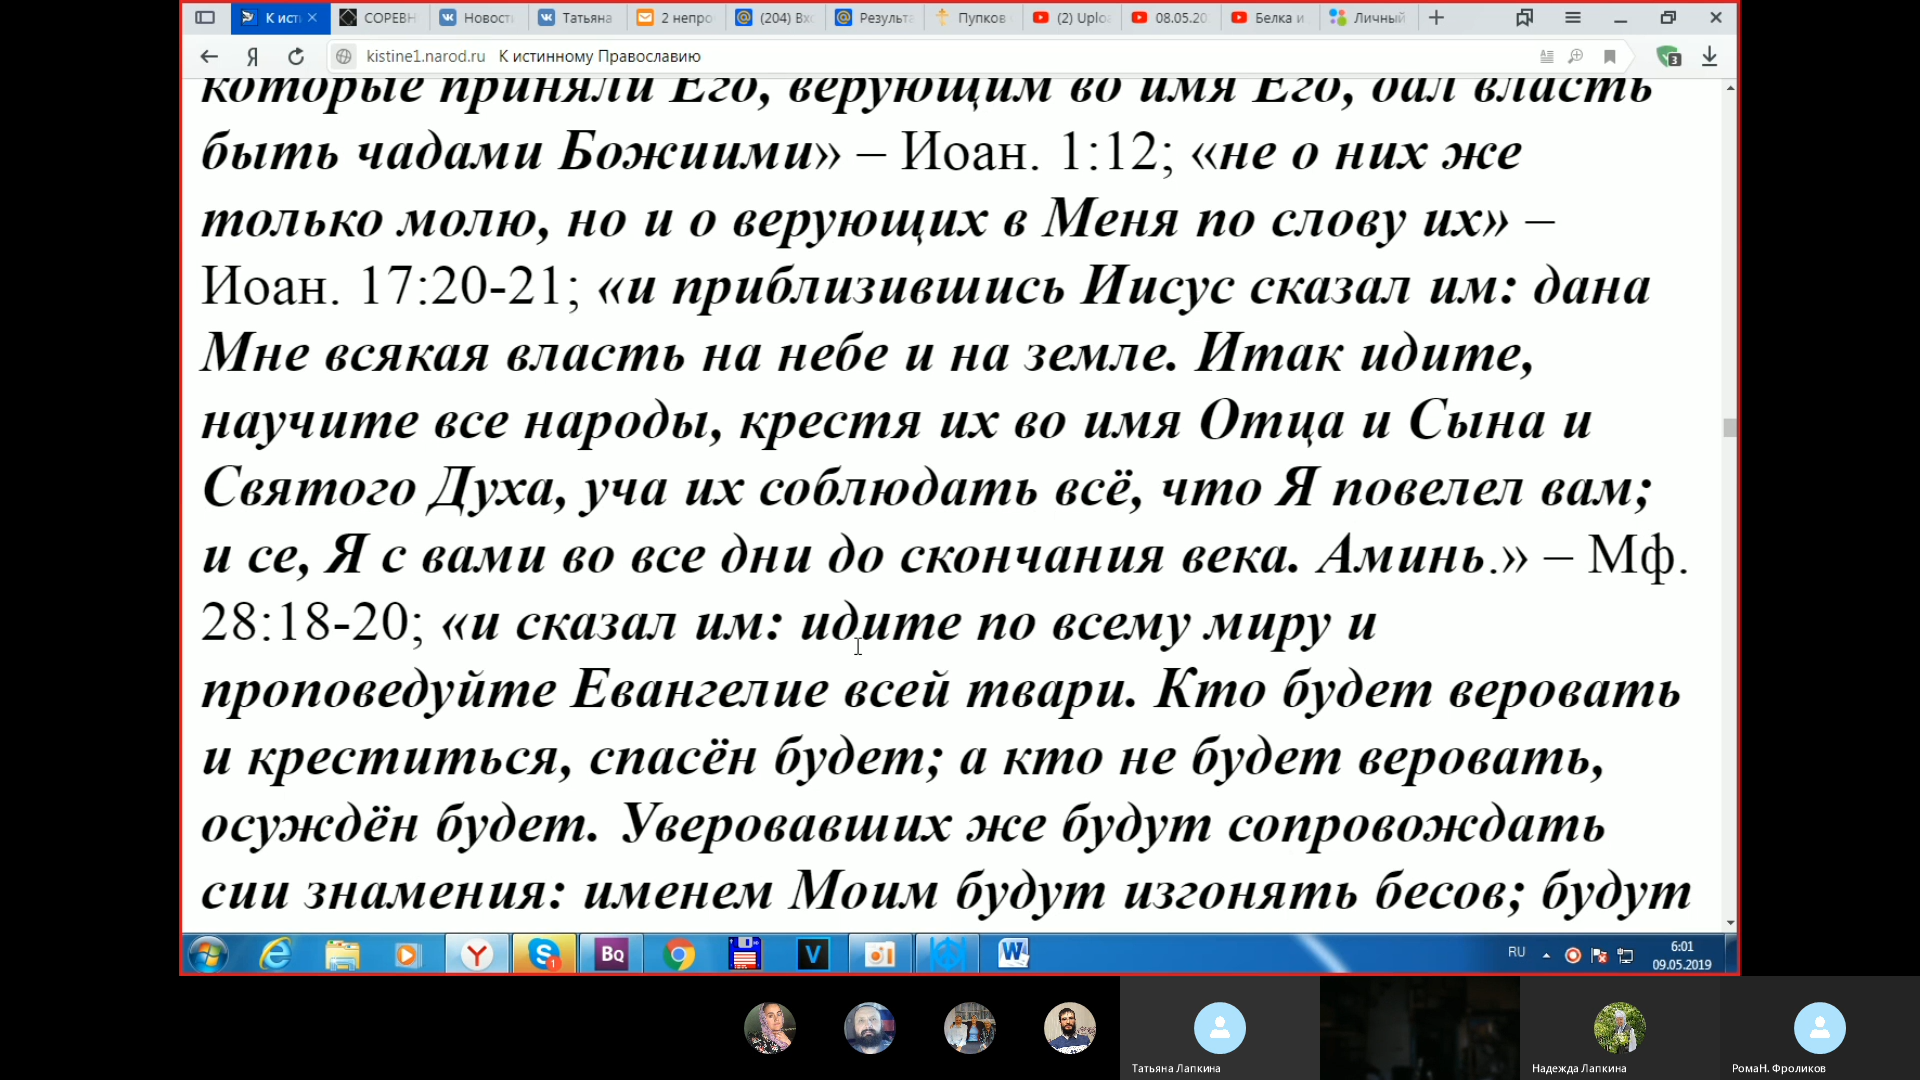 К ист
СОРЕВН
Новост
Татьяна
2 непро
(204) Вх
Результа
Пупков
(2) Uploa
08.05.20
Белка и
Личный
Я
kistine1.narod.ru К истинному Православию
3
которые приняли Его, верующим во имя Его, дал власть
быть чадами Божиими» – Иоан. 1:12; «не о них же
только молю, но и о верующих в Меня по слову их» –
Иоан. 17:20-21; «и приблизившись Иисус сказал им: дана
Мне всякая власть на небе и на земле. Итак идите,
научите все народы, крестя их во имя Отца и Сына и
Святого Духа, уча их соблюдать всё, что Я повелел вам;
и се, Я с вами во все дни до скончания века. Аминь.» – Мф.
28:18-20; «и сказал им: идите по всему миру и
проповедуйте Евангелие всей твари. Кто будет веровать
и креститься, спасён будет; а кто не будет веровать,
осуждён будет. Уверовавших же будут сопровождать
сии знамения: именем Моим будут изгонять бесов; будут
Bq
RU
6:01
09.05.2019
Татьяна Лапкина
Надежда Лапкина
РомаН. Фроликов